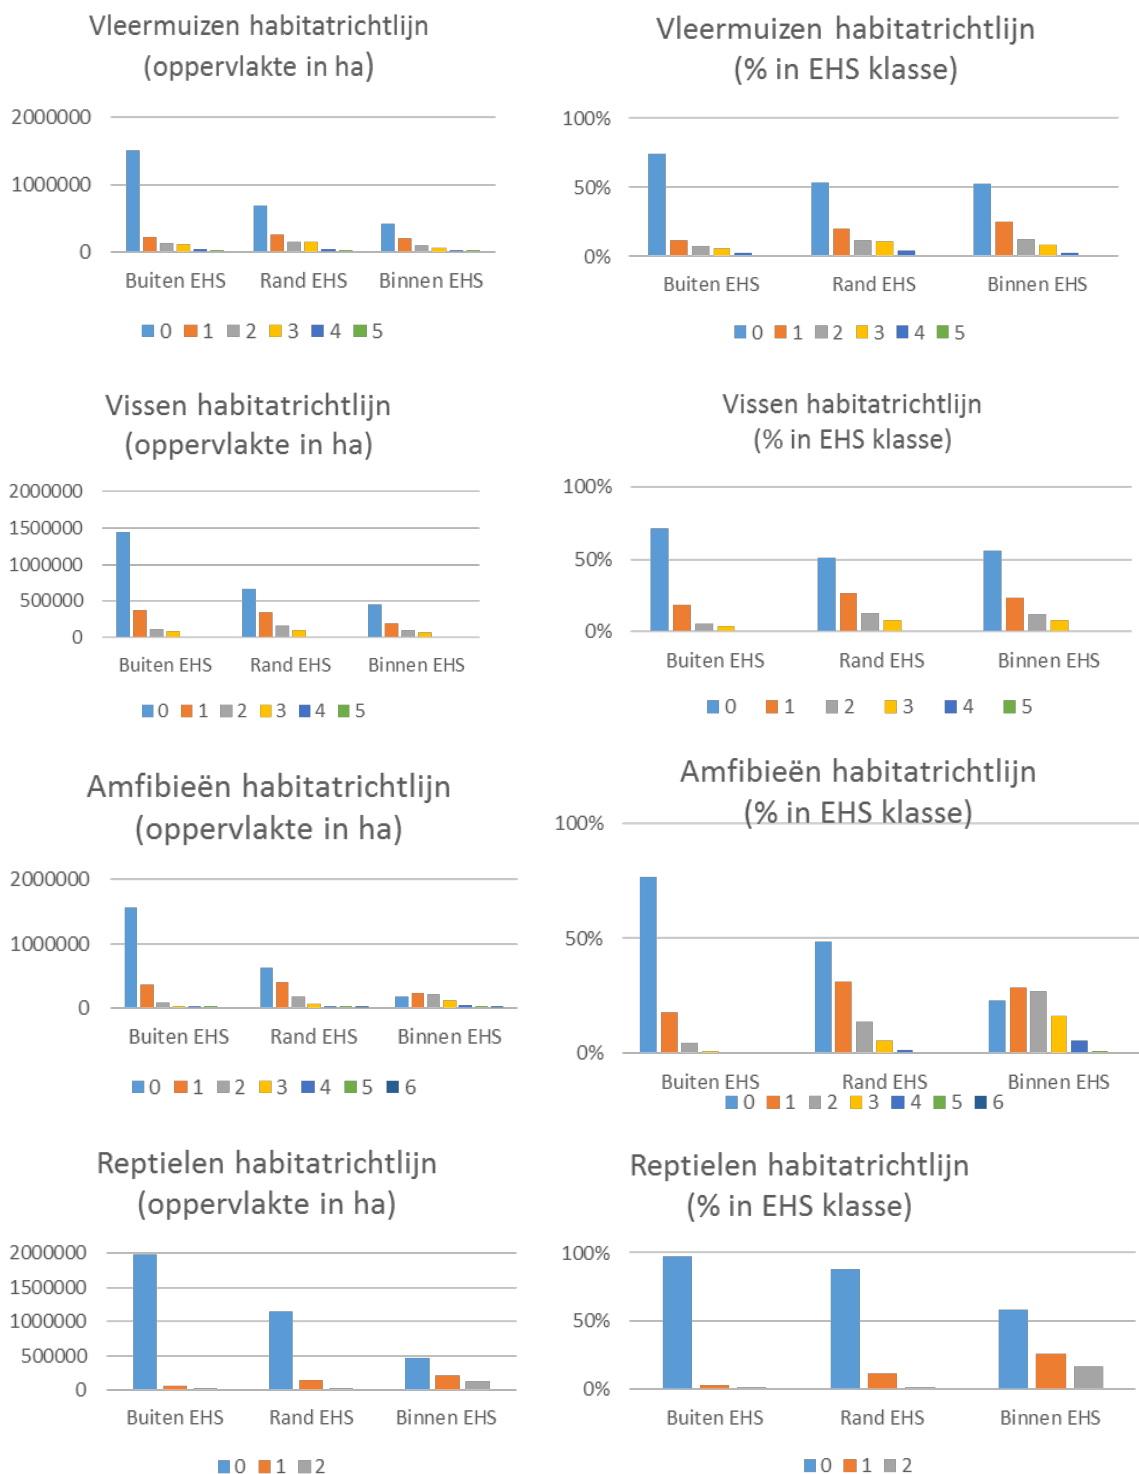 Vleermuizen habitatrichtlijn
(oppervlakte in ha)
2000000
1000000
0
Buiten EHS Rand EHS Binnen EHS
0 1 2 3 4 5
Vleermuizen habitatrichtlijn
(% in EHS klasse)
100%
50%
0%
Buiten EHS Rand EHS Binnen EHS
0 1 2 3 4 5
Vissen habitatrichtlijn
(oppervlakte in ha)
2000000
1500000
1000000
500000
0
Buiten EHS Rand EHS Binnen EHS
0 1 2 3 4 5
Vissen habitatrichtlijn
(% in EHS klasse)
100%
50%
0%
Buiten EHS Rand EHS Binnen EHS
0 1 2 3 4 5
Amfibieën habitatrichtlijn
(oppervlakte in ha)
2000000
1000000
0
Buiten EHS Rand EHS Binnen EHS
0 1 2 3 4 5 6
Amfibieën habitatrichtlijn
(% in EHS klasse)
100%
50%
0%
Buiten EHS Rand EHS Binnen EHS
0 1 2 3 4 5 6
Reptielen habitatrichtlijn
(oppervlakte in ha)
2000000
1500000
1000000
500000
0
Buiten EHS Rand EHS Binnen EHS
0 1 2
Reptielen habitatrichtlijn
(% in EHS klasse)
100%
50%
0%
Buiten EHS Rand EHS Binnen EHS
0 1 2